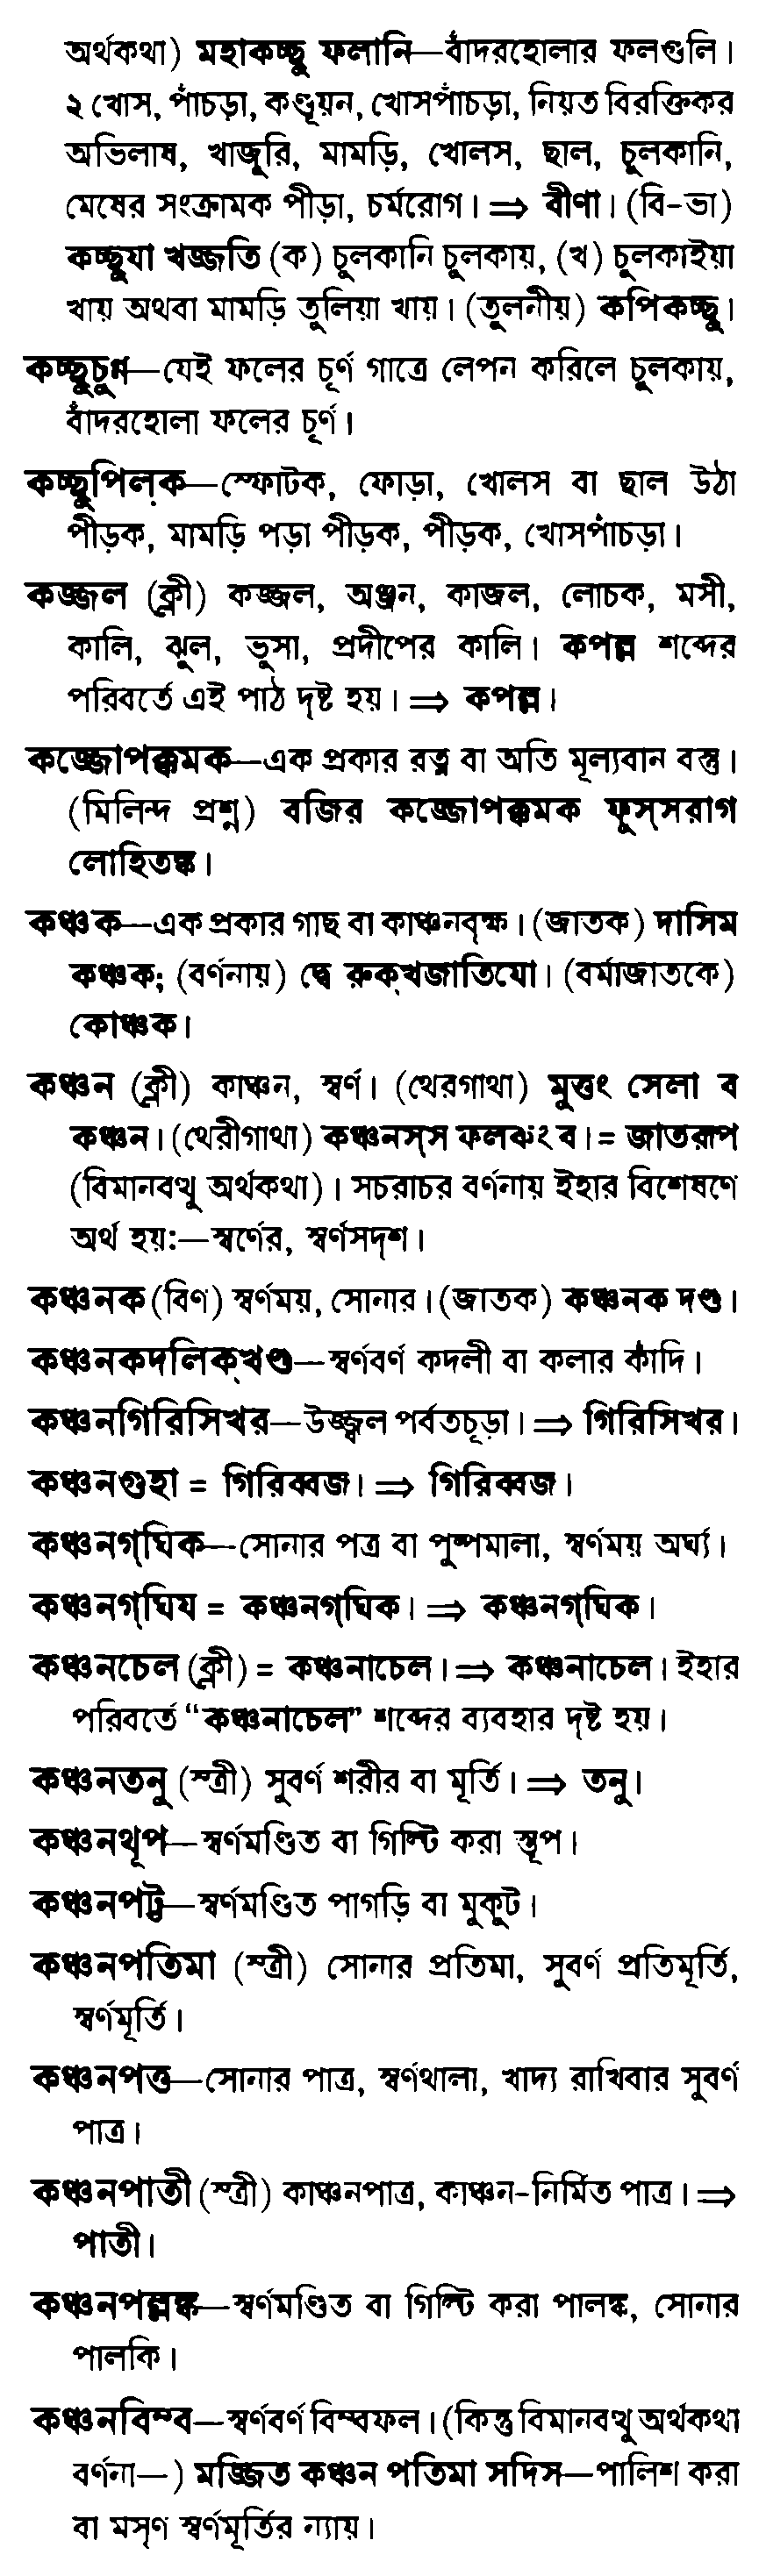 অর্থকথা) মহাকচ্ছু ফলানি—বাঁদরহোলার ফলগুলি।
২ খোস, পাঁচড়া, কণ্ডূয়ন, খোসপাঁচড়া, নিয়ত বিরক্তিকর
অভিলাষ, খাজুরি, মামড়ি, খোলস, ছাল, চুলকানি,
মেষের সংক্রামক পীড়া, চর্মরোগ। ⇒ বীণা। (বি-ভা)
কচ্ছুযা খজ্জতি (ক) চুলকানি চুলকায়, (খ) চুলকাইয়া
খায় অথবা মামড়ি তুলিয়া খায়। (তুলনীয়) কপিকচ্ছু।
কচ্ছুচুণ্ণ—যেই ফলের চূর্ণ গাত্রে লেপন করিলে চুলকায়,
বাঁদরহোলা ফলের চূর্ণ।
কচ্ছুপিল্‌ক—স্ফোটক, ফোড়া, খোলস বা ছাল উঠা
পীড়ক, মামড়ি পড়া পীড়ক, পীড়ক, খোসপাঁচড়া।
কজ্জল (ক্লী) কজ্জল, অঞ্জন, কাজল, লোচক, মসী,
কালি, ঝুল, ভুসা, প্রদীপের কালি। কপল্ল শব্দের
পরিবর্তে এই পাঠ দৃষ্ট হয়। ⇒ কপল্ল।
কজ্জোপক্কমক—এক প্রকার রত্ন বা অতি মূল্যবান বস্তু।
(মিলিন্দ প্রশ্ন) বজির কজ্জোপক্কমক ফুস্‌সরাগ
লোহিতঙ্ক।
কঞ্চক—এক প্রকার গাছ বা কাঞ্চনবৃক্ষ। (জাতক) দাসিম
কঞ্চক; (বর্ণনায়) দ্বে রুক্‌খজাতিযো। (বর্মাজাতকে)
কোঞ্চক।
কঞ্চন (ক্লী) কাঞ্চন, স্বর্ণ। (থেরগাথা) মুত্তং সেলা ব
কঞ্চন। (থেরীগাথা) কঞ্চনস্‌স ফলকং ব। = জাতরূপ
(বিমানবত্থু অর্থকথা)। সচরাচর বর্ণনায় ইহার বিশেষণে
অর্থ হয়:—স্বর্ণের, স্বর্ণসদৃশ।
কঞ্চনক (বিণ) স্বর্ণময়, সোনার। (জাতক) কঞ্চনক দণ্ড।
কঞ্চনকদলিক্‌খণ্ড—স্বর্ণবর্ণ কদলী বা কলার কাঁদি।
কঞ্চনগিরিসিখর—উজ্জ্বল পর্বতচূড়া। ⇒ গিরিসিখর।
কঞ্চনগুহা = গিরিব্বজ। ⇒ গিরিব্বজ।
কঞ্চনগ্‌ঘিক—সোনার পত্র বা পুষ্পমালা, স্বর্ণময় অর্ঘ্য।
কঞ্চনগ্‌ঘিয = কঞ্চনগ্‌ঘিক। ⇒ কঞ্চনগ্‌ঘিক।
কঞ্চনচেল (ক্লী) = কঞ্চনাচেল। ⇒ কঞ্চনাচেল। ইহার
পরিবর্তে “কঞ্চনাচেল” শব্দের ব্যবহার দৃষ্ট হয়।
কঞ্চনতনু (স্ত্রী) সুবর্ণ শরীর বা মূর্তি। ⇒ তনু।
কঞ্চনথূপ—স্বর্ণমণ্ডিত বা গিল্টি করা স্তূপ।
কঞ্চনপট্ট—স্বর্ণমণ্ডিত পাগড়ি বা মুকুট।
কঞ্চনপতিমা (স্ত্রী) সোনার প্রতিমা, সুবর্ণ প্রতিমূর্তি,
স্বর্ণমূর্তি।
কঞ্চনপত্ত—সোনার পাত্র, স্বর্ণথালা, খাদ্য রাখিবার সুবর্ণ
পাত্র।
কঞ্চনপাতী (স্ত্রী) কাঞ্চনপাত্র, কাঞ্চন-নির্মিত পাত্র। ⇒
পাতী।
কঞ্চনপল্লঙ্ক—স্বর্ণমণ্ডিত বা গিল্টি করা পালঙ্ক, সোনার
পালকি।
কঞ্চনবিম্ব—স্বর্ণবর্ণ বিম্বফল। (কিন্তু বিমানবত্থু অর্থকথা
বর্ণনা—) মজ্জিত কঞ্চন পতিমা সদিস—পালিশ করা
বা মসৃণ স্বর্ণমূর্তির ন্যায়।